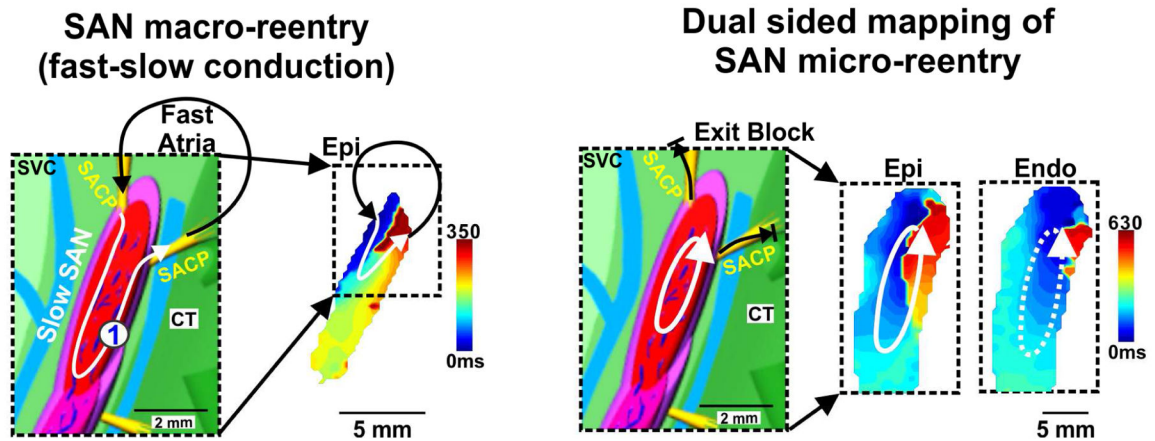 SAN macro-reentry
(fast-slow conduction)
Fast
Atria
SVC
SACP
Slow SAN
1
SACP
CT
2 mm
Epi
350
0ms
5 mm
Dual sided mapping of
SAN micro-reentry
Exit Block
SVC
SACP
SACP
CT
2 mm
Epi
Endo
630
0ms
5 mm